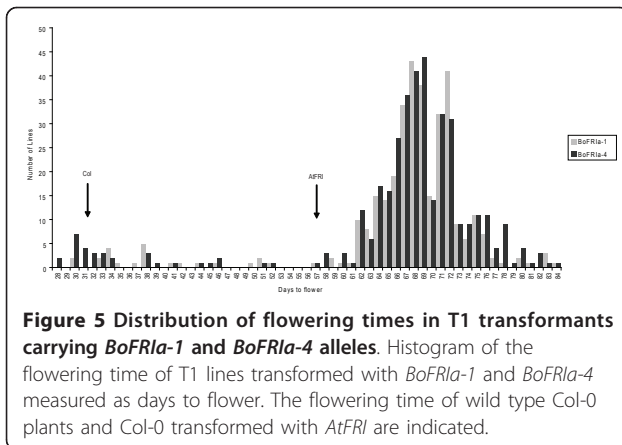 50
45
40
35
30
25
20
15
10
5
0
Number of Lines
Col
AtFRI
BoFRIa-1
BoFRIa-4
28 29 30 31 32 33 34 35 36 37 38 39 40 41 42 43 44 45 46 47 48 49 50 51 52 53 54 55 56 57 58 59 60 61 62 63 64 65 66 67 68 69 70 71 72 73 74 75 76 77 78 79 80 81 82 83 84
Days to flower
Figure 5 Distribution of flowering times in T1 transformants
carrying BoFRIa-1 and BoFRIa-4 alleles. Histogram of the
flowering time of T1 lines transformed with BoFRIa-1 and BoFRIa-4
measured as days to flower. The flowering time of wild type Col-0
plants and Col-0 transformed with AtFRI are indicated.